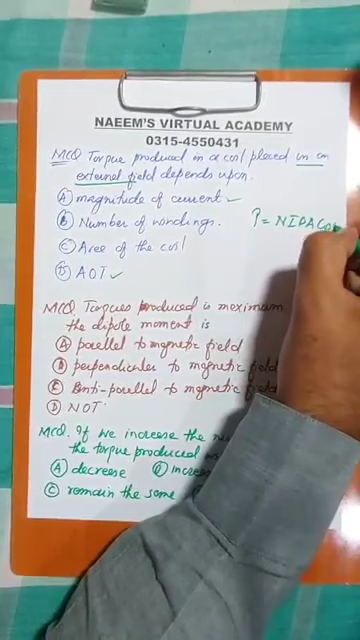 NAEEM'S VIRTUAL ACADEMY
0315-4550431
MCQ Torque produced in a coil placed in an
external field depends upon.
(A) magnitude of current ✓
(B) Number of windings.
(C) Area of the coil
(D) AOT ✓
= NIBA Cos
MCQ. Torques produced is maximum
the dipole moment is
(A) parallel to magnetic field
(B) perpendicular to magnetic field
(C) Anti-parallel to magnetic field
(D) NOT
MCQ. If we increase the
the torque produced
(A) decrease
(C) remain the same